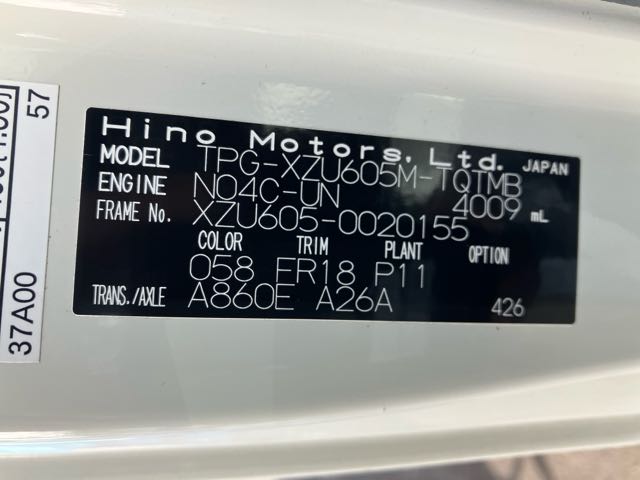 Hino Motors, Ltd. JAPAN
MODEL TPG-XZU605M-TQTMB
ENGINE N04C-UN 4009 mL
FRAME No. XZU605-0020155
COLOR TRIM PLANT OPTION
058 FR18 P11
TRANS./AXLE A860E A26A 426
57
37A00